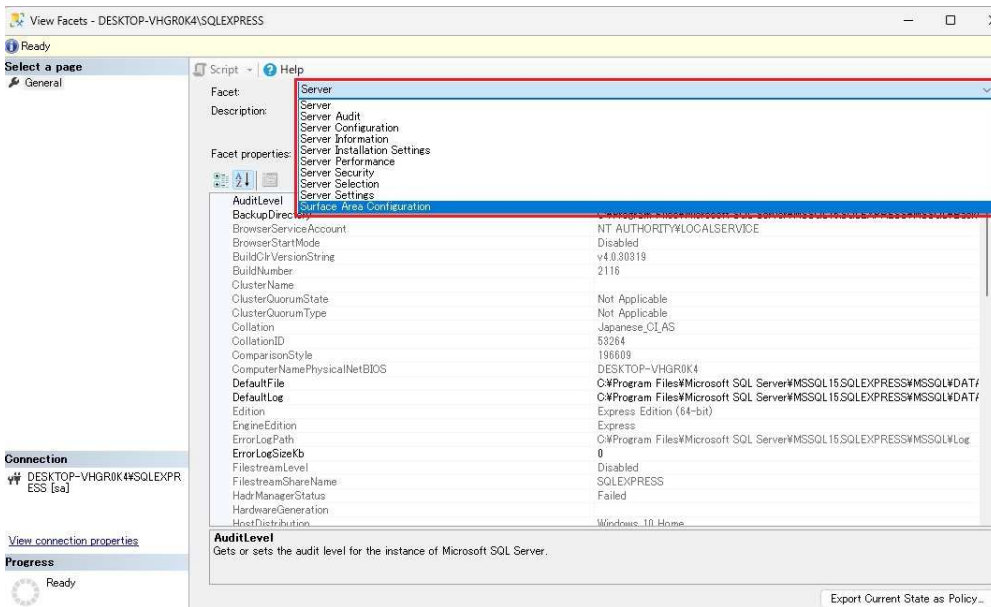 View Facets - DESKTOP-VHGR0K4\SQLEXPRESS
Ready
Select a page
General
Script
Help
Facet:
Server
Description:
Server
Server Audit
Server Configuration
Server Information
Server Installation Settings
Server Performance
Server Security
Server Selection
Server Settings
Surface Area Configuration
Facet properties:
AuditLevel
BackupDirectory
BrowserServiceAccount NT AUTHORITY¥LOCALSERVICE
BrowserStartMode Disabled
BuildClrVersionString v4.0.30319
BuildNumber 2116
ClusterName
ClusterQuorumState Not Applicable
ClusterQuorumType Not Applicable
Collation Japanese_CI_AS
CollationID 53264
ComparisonStyle 196609
ComputerNamePhysicalNetBIOS DESKTOP-VHGR0K4
DefaultFile C:¥Program Files¥Microsoft SQL Server¥MSSQL15.SQLEXPRESS¥MSSQL¥DATA
DefaultLog C:¥Program Files¥Microsoft SQL Server¥MSSQL15.SQLEXPRESS¥MSSQL¥DATA
Edition Express Edition (64-bit)
EngineEdition Express
ErrorLogPath C:¥Program Files¥Microsoft SQL Server¥MSSQL15.SQLEXPRESS¥MSSQL¥Log
ErrorLogSizeKb 0
FilestreamLevel Disabled
FilestreamShareName SQLEXPRESS
HadrManagerStatus Failed
HardwareGeneration
HostDistribution Windows 10 Home
Connection
DESKTOP-VHGR0K4¥SQLEXPR
ESS [sa]
View connection properties
Progress
Ready
AuditLevel
Gets or sets the audit level for the instance of Microsoft SQL Server.
Export Current State as Policy...